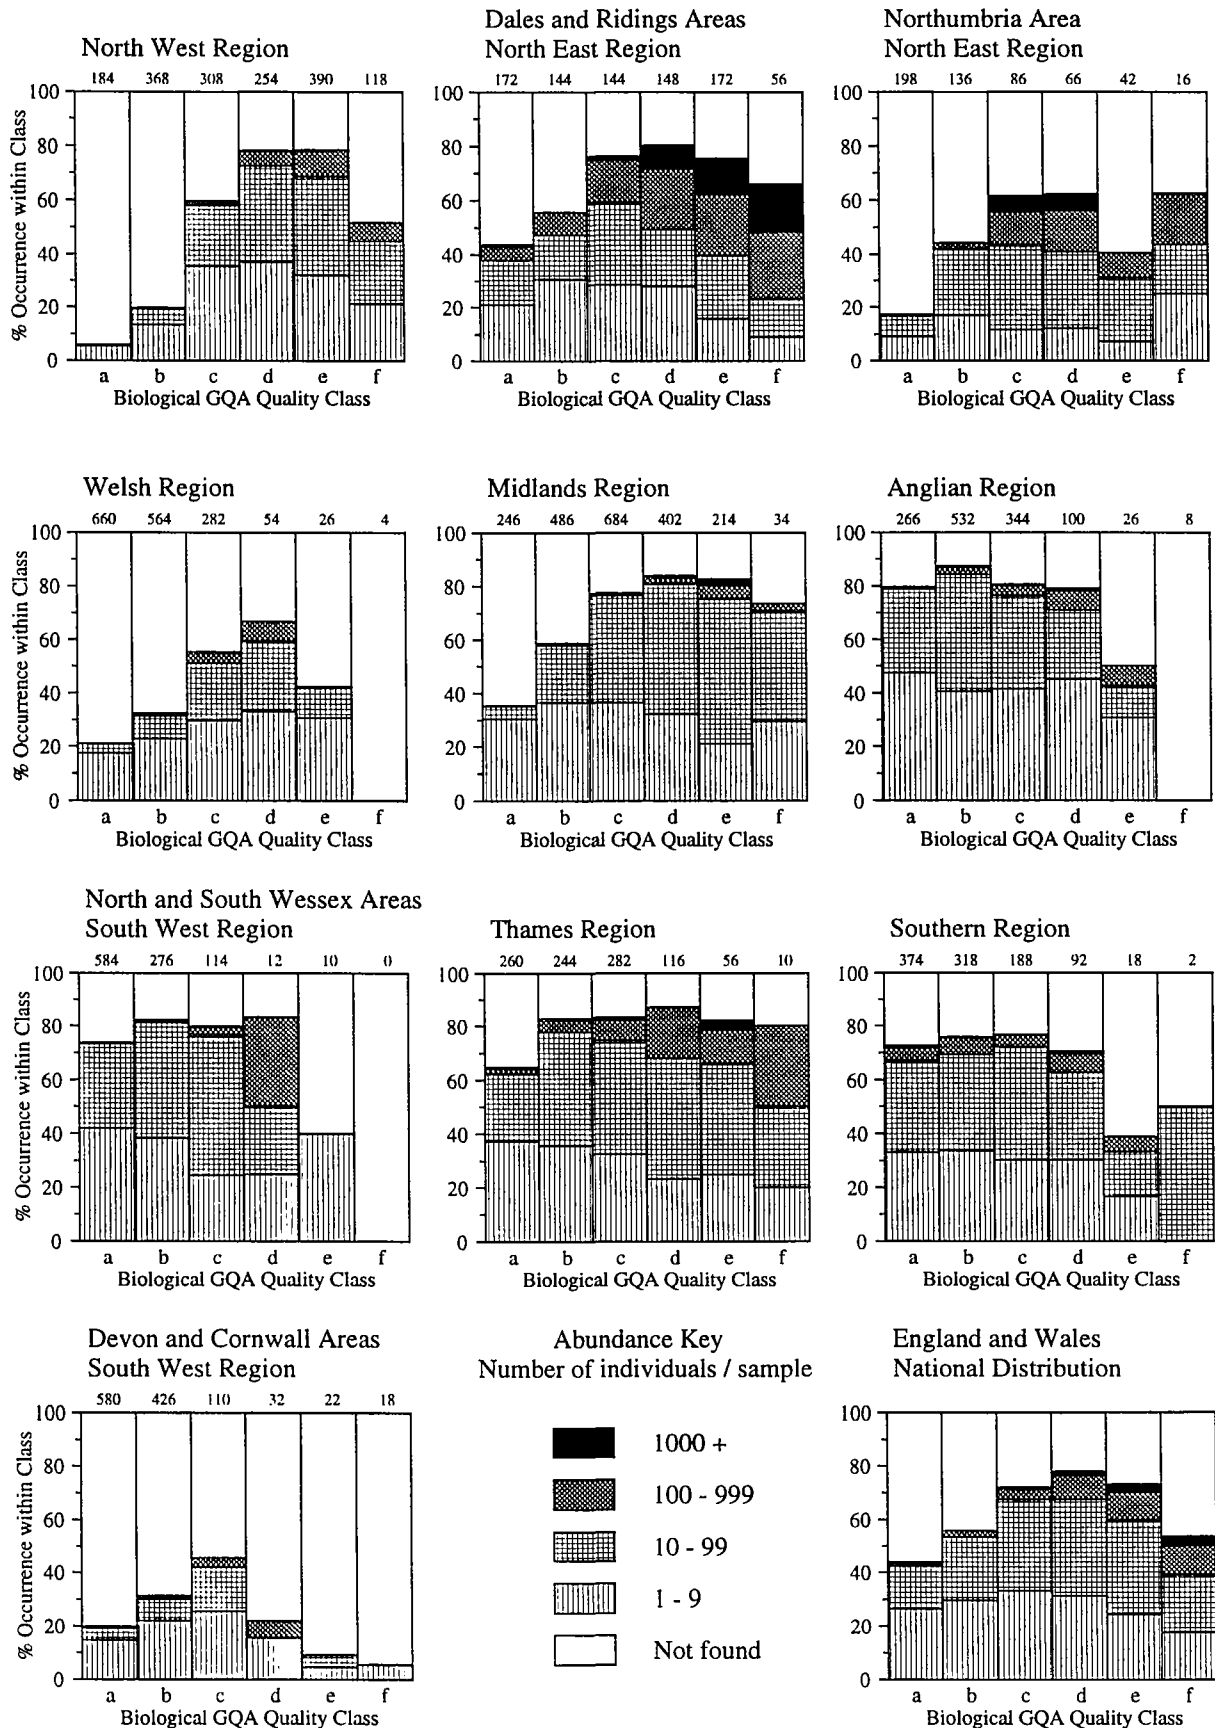 North West Region
184 368 308 254 390 118
% Occurrence within Class
100
80
60
40
20
0
a b c d e f
Biological GQA Quality Class
Dales and Ridings Areas
North East Region
172 144 144 148 172 56
100
80
60
40
20
0
a b c d e f
Biological GQA Quality Class
Northumbria Area
North East Region
198 136 86 66 42 16
100
80
60
40
20
0
a b c d e f
Biological GQA Quality Class
Welsh Region
660 564 282 54 26 4
% Occurrence within Class
100
80
60
40
20
0
a b c d e f
Biological GQA Quality Class
Midlands Region
246 486 684 402 214 34
100
80
60
40
20
0
a b c d e f
Biological GQA Quality Class
Anglian Region
266 532 344 100 26 8
100
80
60
40
20
0
a b c d e f
Biological GQA Quality Class
North and South Wessex Areas
South West Region
584 276 114 12 10 0
% Occurrence within Class
100
80
60
40
20
0
a b c d e f
Biological GQA Quality Class
Thames Region
260 244 282 116 56 10
100
80
60
40
20
0
a b c d e f
Biological GQA Quality Class
Southern Region
374 318 188 92 18 2
100
80
60
40
20
0
a b c d e f
Biological GQA Quality Class
Devon and Cornwall Areas
South West Region
580 426 110 32 22 18
% Occurrence within Class
100
80
60
40
20
0
a b c d e f
Biological GQA Quality Class
Abundance Key
Number of individuals / sample
1000 +
100 - 999
10 - 99
1 - 9
Not found
England and Wales
National Distribution
100
80
60
40
20
0
a b c d e f
Biological GQA Quality Class